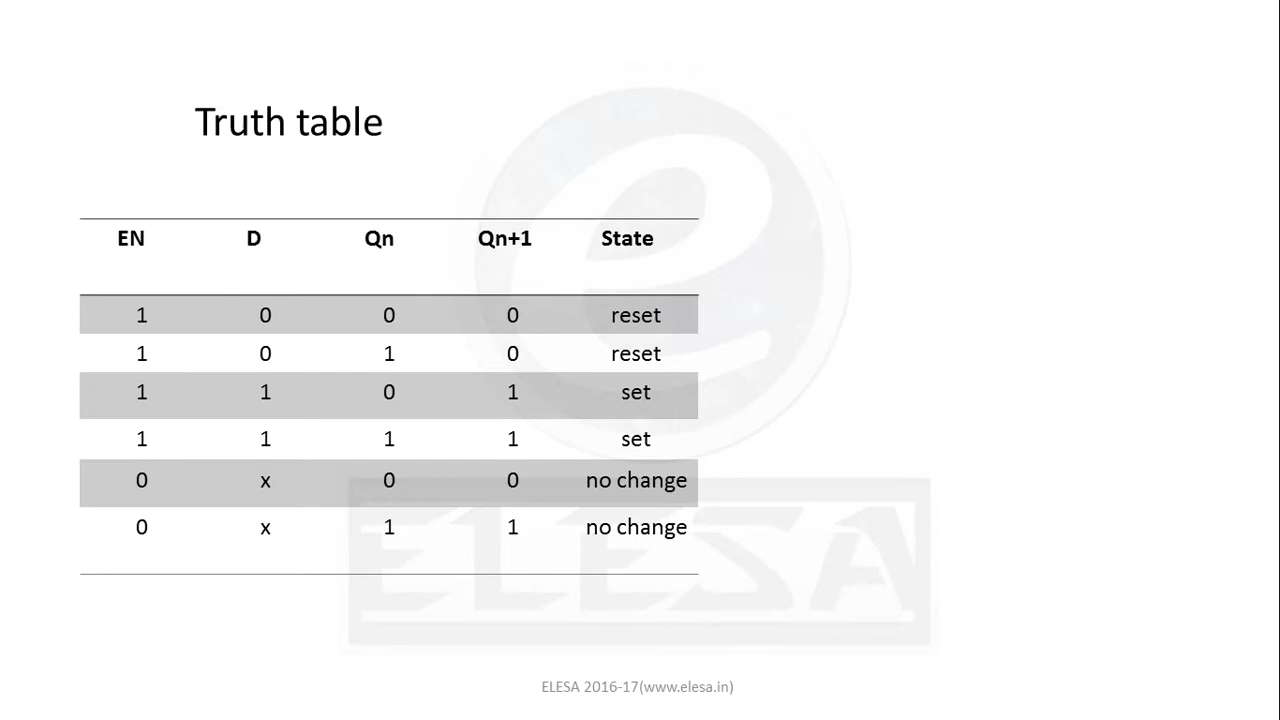 Truth table
EN D Qn Qn+1 State
1 0 0 0 reset
1 0 1 0 reset
1 1 0 1 set
1 1 1 1 set
0 x 0 0 no change
0 x 1 1 no change
e
ELESA
ELESA 2016-17(www.elesa.in)